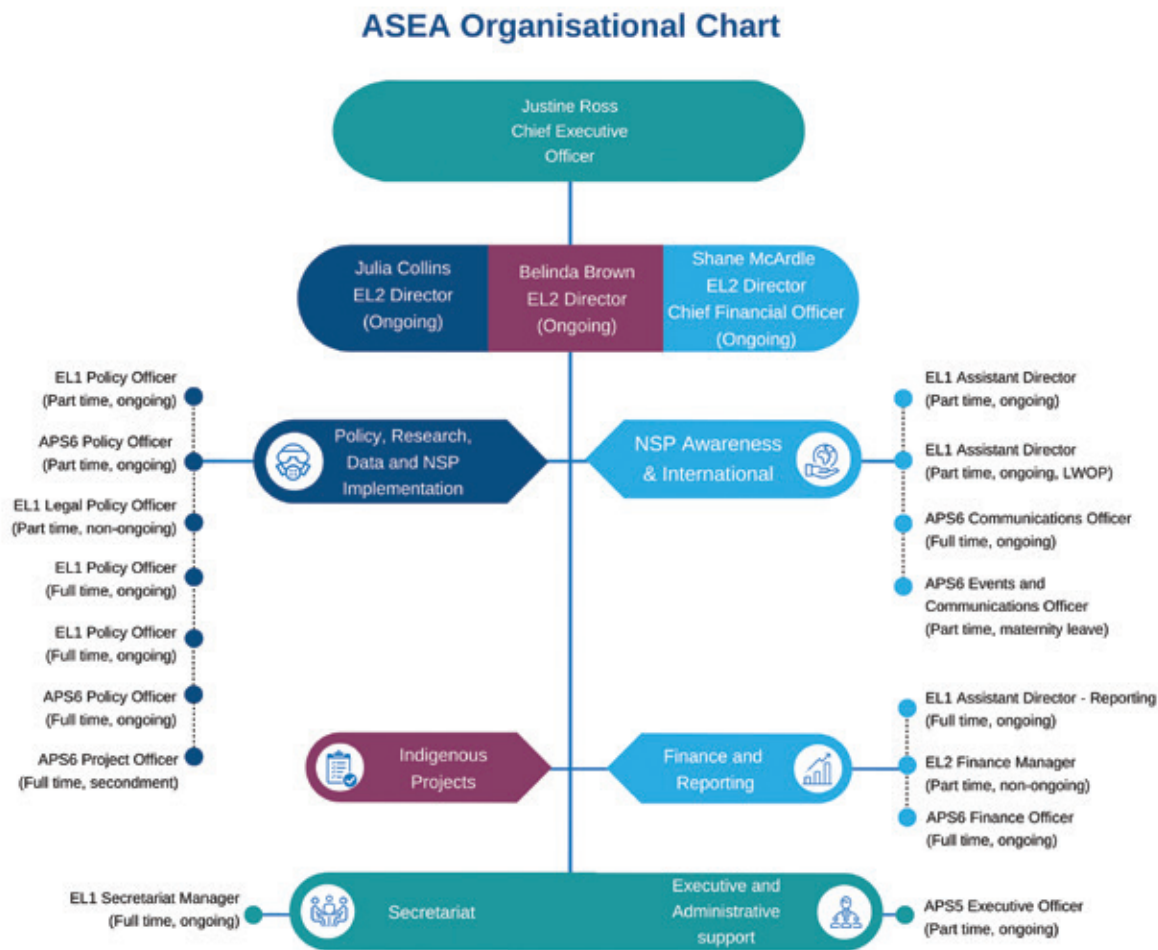 ASEA Organisational Chart
Justine Ross
Chief Executive
Officer
Julia Collins
EL2 Director
(Ongoing)
Belinda Brown
EL2 Director
(Ongoing)
Shane McArdle
EL2 Director
Chief Financial Officer
(Ongoing)
EL1 Policy Officer
(Part time, ongoing)
APS6 Policy Officer
(Part time, ongoing)
EL1 Legal Policy Officer
(Part time, non-ongoing)
EL1 Policy Officer
(Full time, ongoing)
EL1 Policy Officer
(Full time, ongoing)
APS6 Policy Officer
(Full time, ongoing)
APS6 Project Officer
(Full time, secondment)
Policy, Research,
Data and NSP
Implementation
NSP Awareness
& International
EL1 Assistant Director
(Part time, ongoing)
EL1 Assistant Director
(Part time, ongoing, LWOP)
APS6 Communications Officer
(Full time, ongoing)
APS6 Events and
Communications Officer
(Part time, maternity leave)
Indigenous
Projects
Finance and
Reporting
EL1 Assistant Director - Reporting
(Full time, ongoing)
EL2 Finance Manager
(Part time, non-ongoing)
APS6 Finance Officer
(Full time, ongoing)
EL1 Secretariat Manager
(Full time, ongoing)
Secretariat
Executive and
Administrative
support
APS5 Executive Officer
(Part time, ongoing)